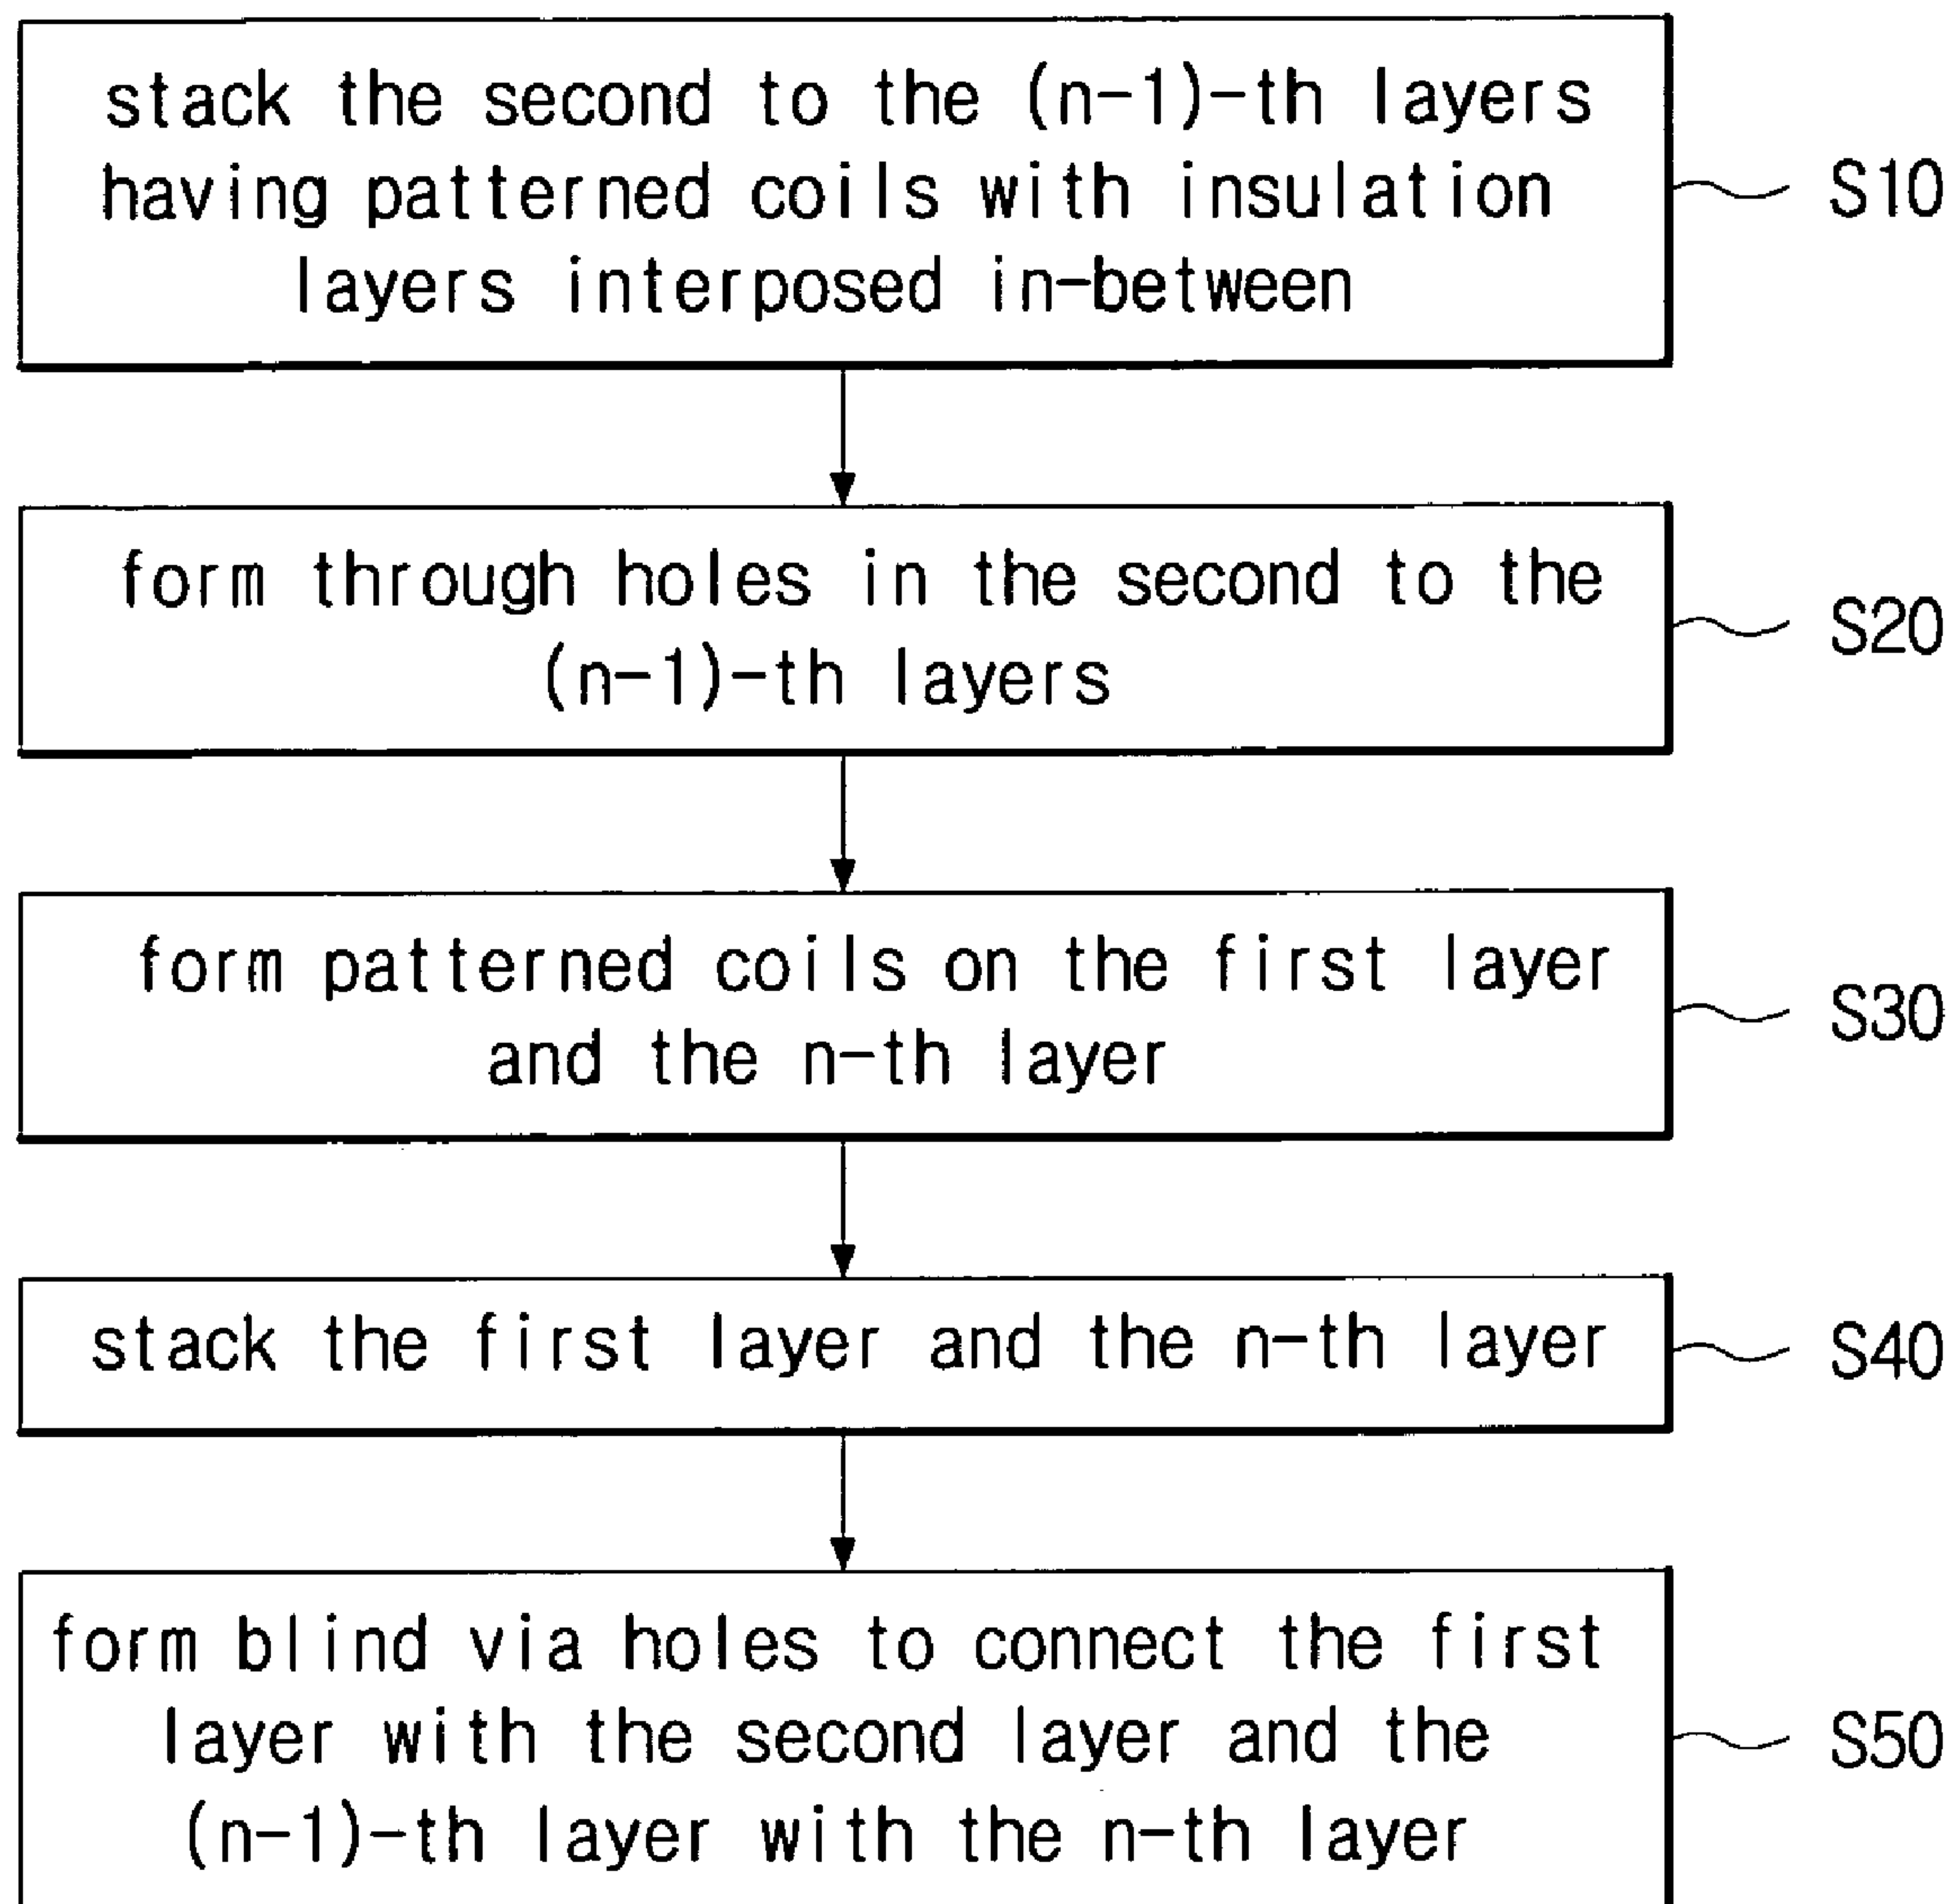 stack the second to the (n-1)-th layers
having patterned coils with insulation
layers interposed in-between
S10
form through holes in the second to the
(n-1)-th layers
S20
form patterned coils on the first layer
and the n-th layer
S30
stack the first layer and the n-th layer
S40
form blind via holes to connect the first
layer with the second layer and the
(n-1)-th layer with the n-th layer
S50